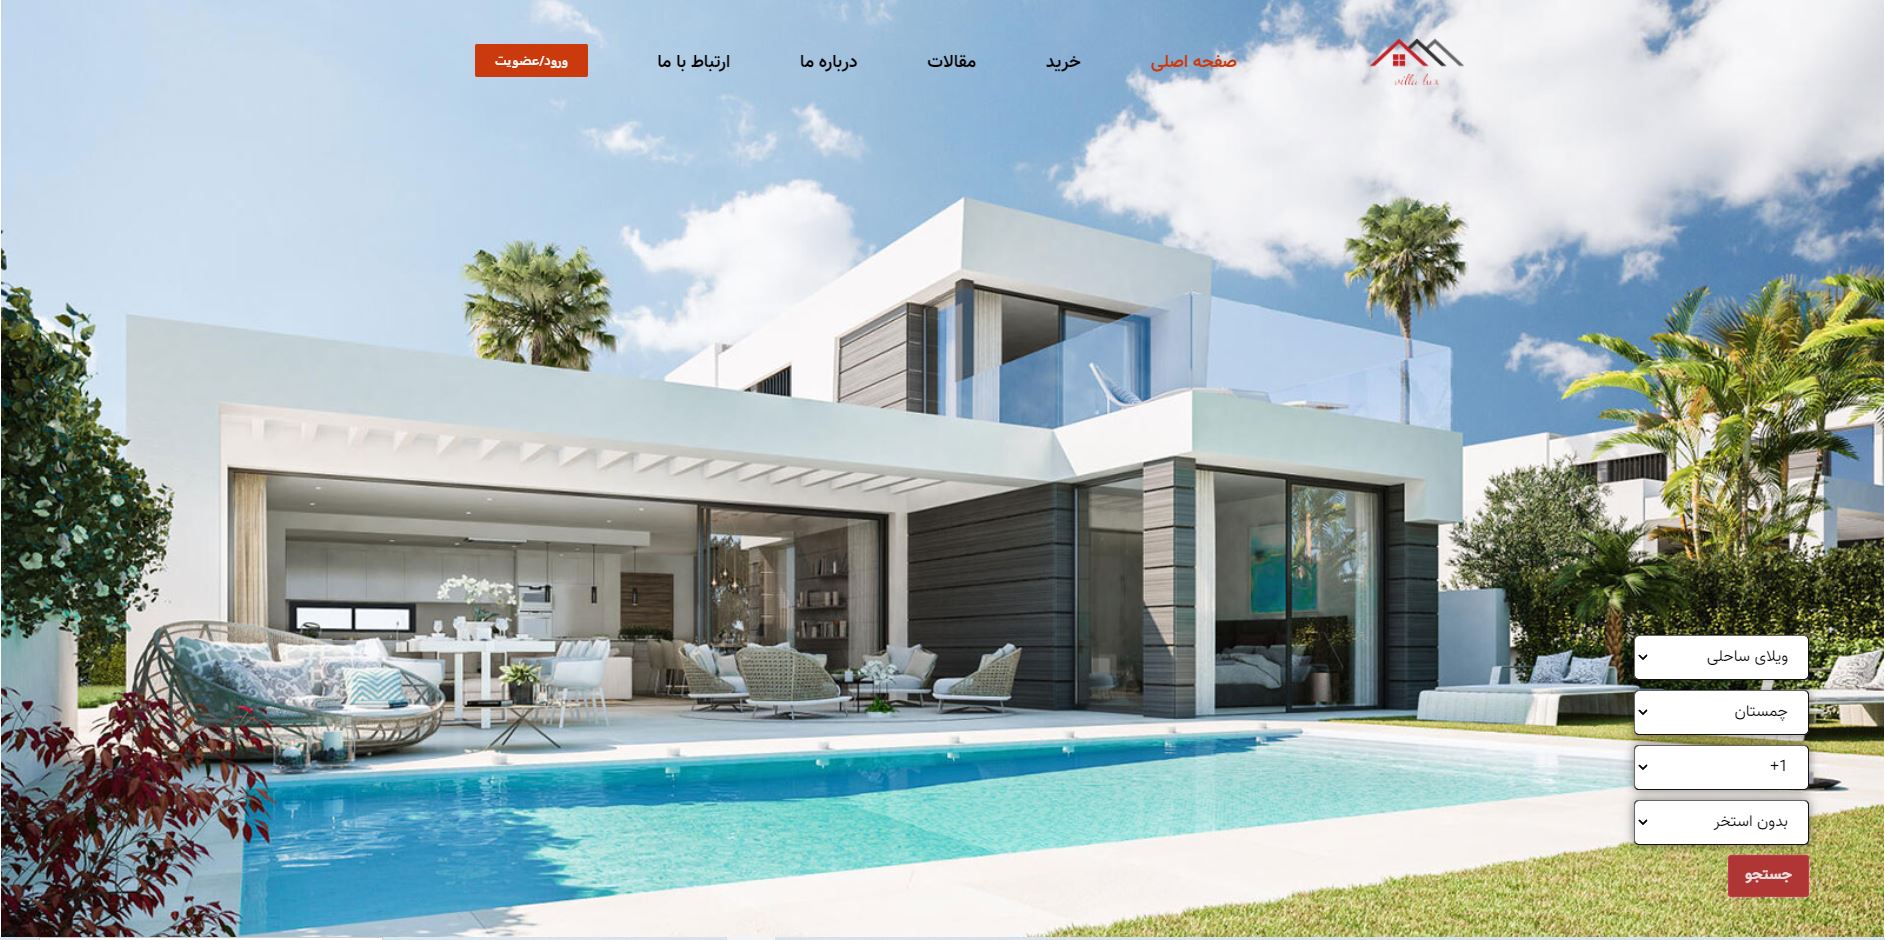 villa lux
صفحه اصلی
خرید
مقالات
درباره ما
ارتباط با ما
ورود/عضویت
ویلای ساحلی
چمستان
+1
بدون استخر
جستجو